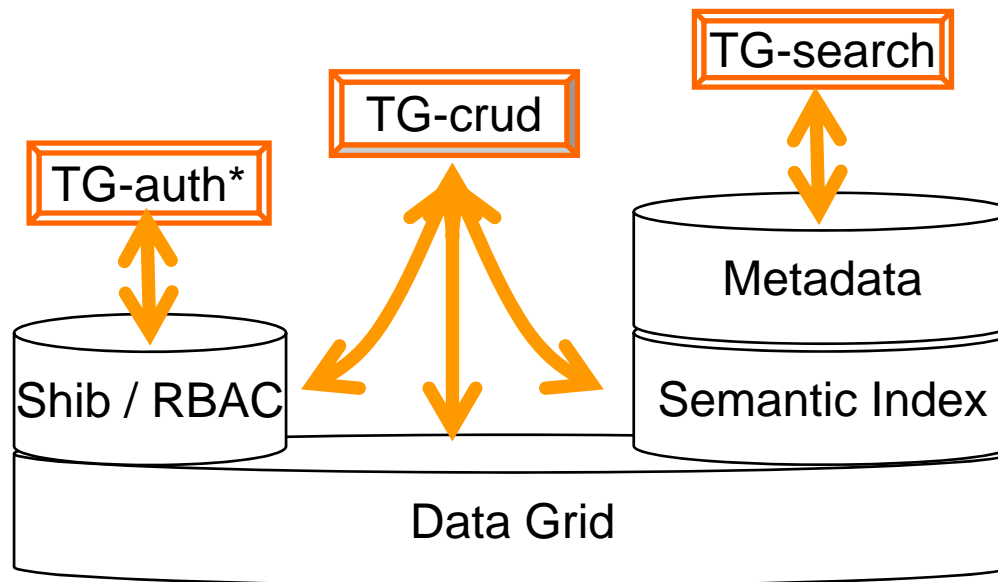 TG-search
TG-crud
TG-auth*
Metadata
Shib / RBAC
Semantic Index
Data Grid